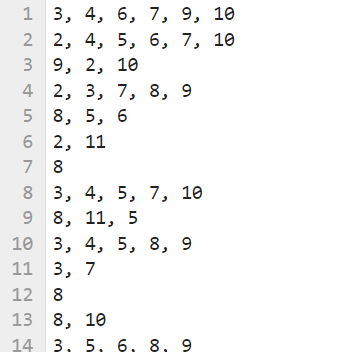 1 3, 4, 6, 7, 9, 10
2 2, 4, 5, 6, 7, 10
3 9, 2, 10
4 2, 3, 7, 8, 9
5 8, 5, 6
6 2, 11
7 8
8 3, 4, 5, 7, 10
9 8, 11, 5
10 3, 4, 5, 8, 9
11 3, 7
12 8
13 8, 10
14 3, 5, 6, 8, 9